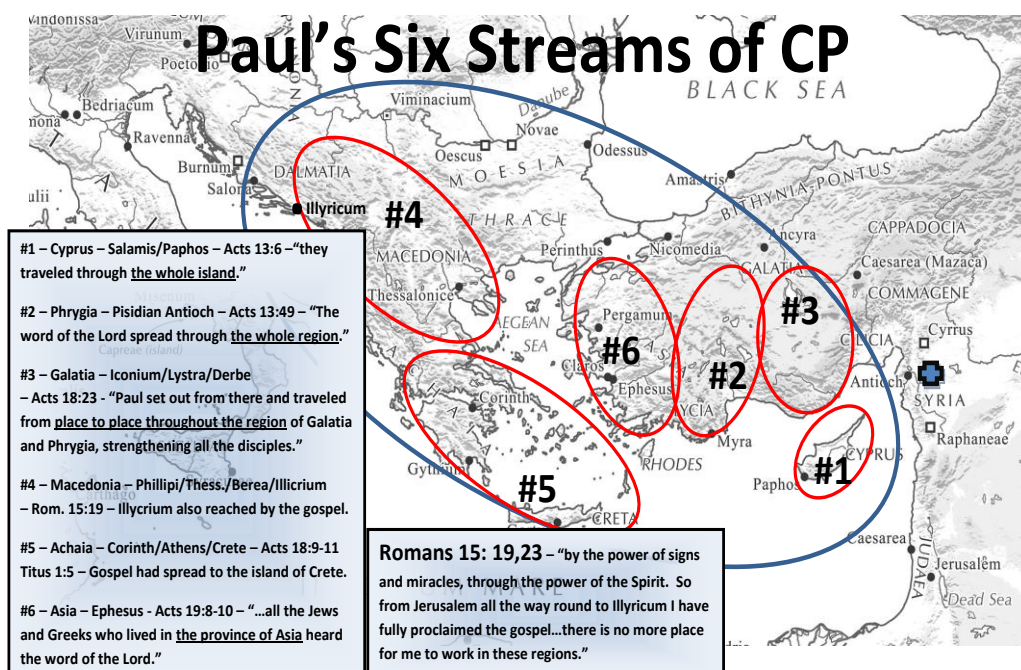 Paul's Six Streams of CP
Vindonissa
Virunum
Poetovio
BLACK SEA
Bedriacum
Ravenna
Viminacium
Danube
Novae
Oescus
MOESIA
Odessus
Burnum
DALMATIA
Salona
Illyricum
#4
THRACE
Amastris
BITHYNIA-PONTUS
CAPPADOCIA
Perinthus
Nicomedia
Ancyra
GALATIA
Caesarea (Mazaca)
COMMAGENE
MACEDONIA
Thessalonice
AEGEAN
SEA
Pergamum
#6
#2
#3
CILICIA
Cyrrus
Claros
Ephesus
Antioch
SYRIA
Corinth
LYCIA
Myra
Raphaneae
Gythium
RHODES
#1
CYPRUS
Paphos
#5
CRETA
Caesarea
JUDAEA
Jerusalem
Dead Sea
#1 – Cyprus – Salamis/Paphos – Acts 13:6 –“they
traveled through the whole island.”
#2 – Phrygia – Pisidian Antioch – Acts 13:49 – “The
word of the Lord spread through the whole region.”
#3 – Galatia – Iconium/Lystra/Derbe
– Acts 18:23 - “Paul set out from there and traveled
from place to place throughout the region of Galatia
and Phrygia, strengthening all the disciples.”
#4 – Macedonia – Phillipi/Thess./Berea/Illicrium
– Rom. 15:19 – Illycrium also reached by the gospel.
#5 – Achaia – Corinth/Athens/Crete – Acts 18:9-11
Titus 1:5 – Gospel had spread to the island of Crete.
#6 – Asia – Ephesus - Acts 19:8-10 – “…all the Jews
and Greeks who lived in the province of Asia heard
the word of the Lord.”
Romans 15: 19,23 – “by the power of signs
and miracles, through the power of the Spirit. So
from Jerusalem all the way round to Illyricum I have
fully proclaimed the gospel…there is no more place
for me to work in these regions.”